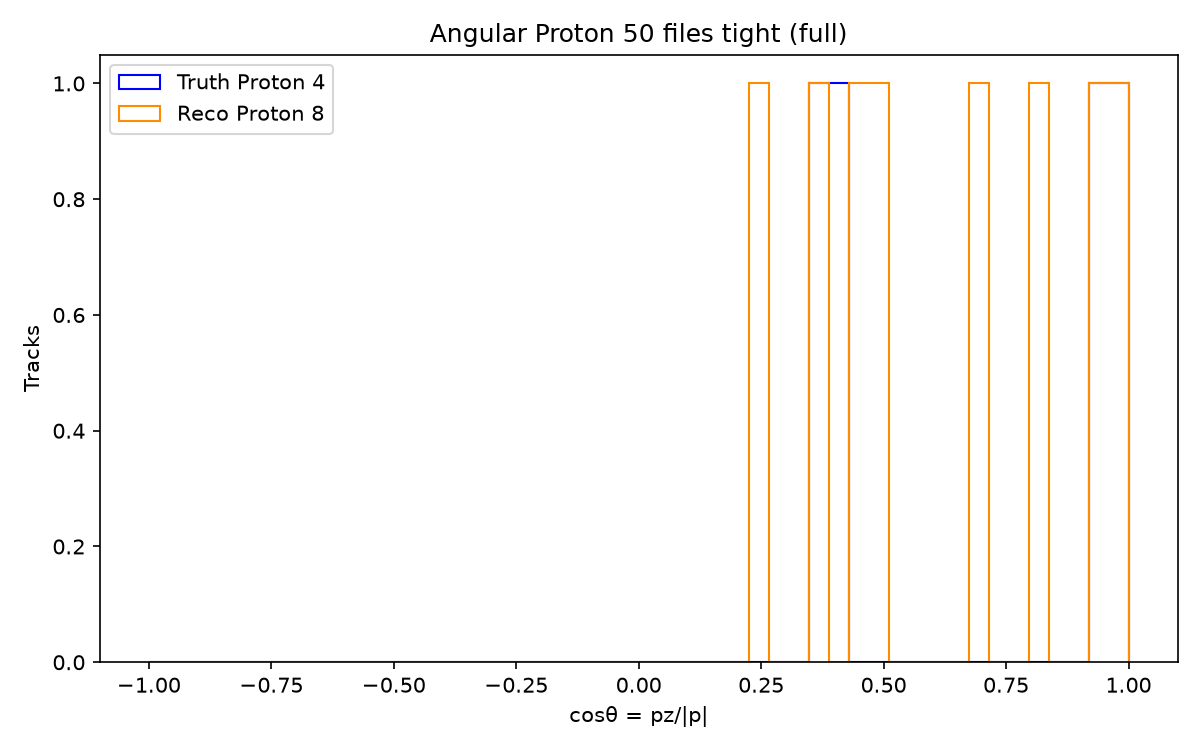 Angular Proton 50 files tight (full)
Truth Proton 4
Reco Proton 8
1.0
0.8
0.6
0.4
0.2
0.0
Tracks
−1.00 −0.75 −0.50 −0.25 0.00 0.25 0.50 0.75 1.00
cosθ = pz/|p|